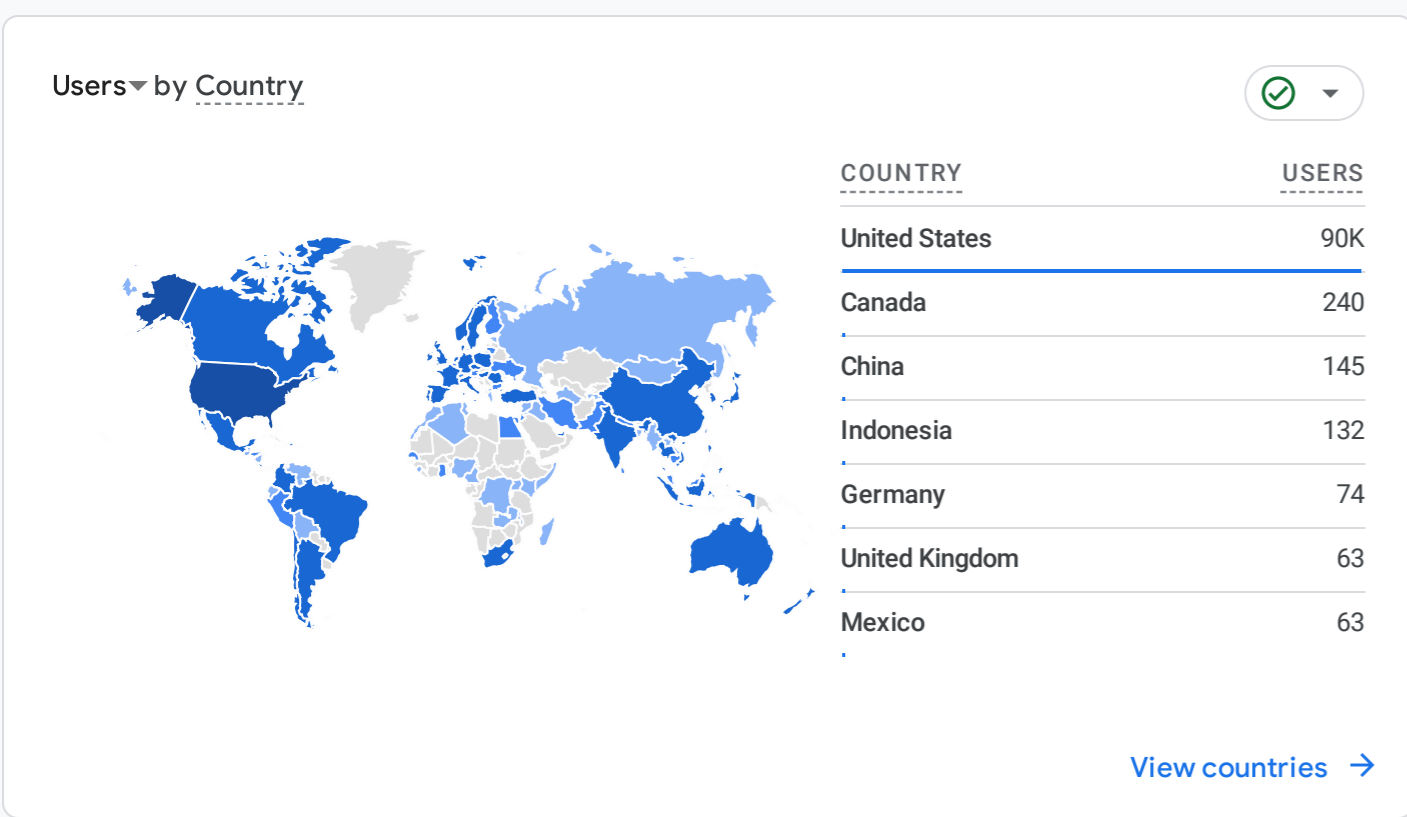 Users by Country
COUNTRY USERS
United States 90K
Canada 240
China 145
Indonesia 132
Germany 74
United Kingdom 63
Mexico 63
View countries